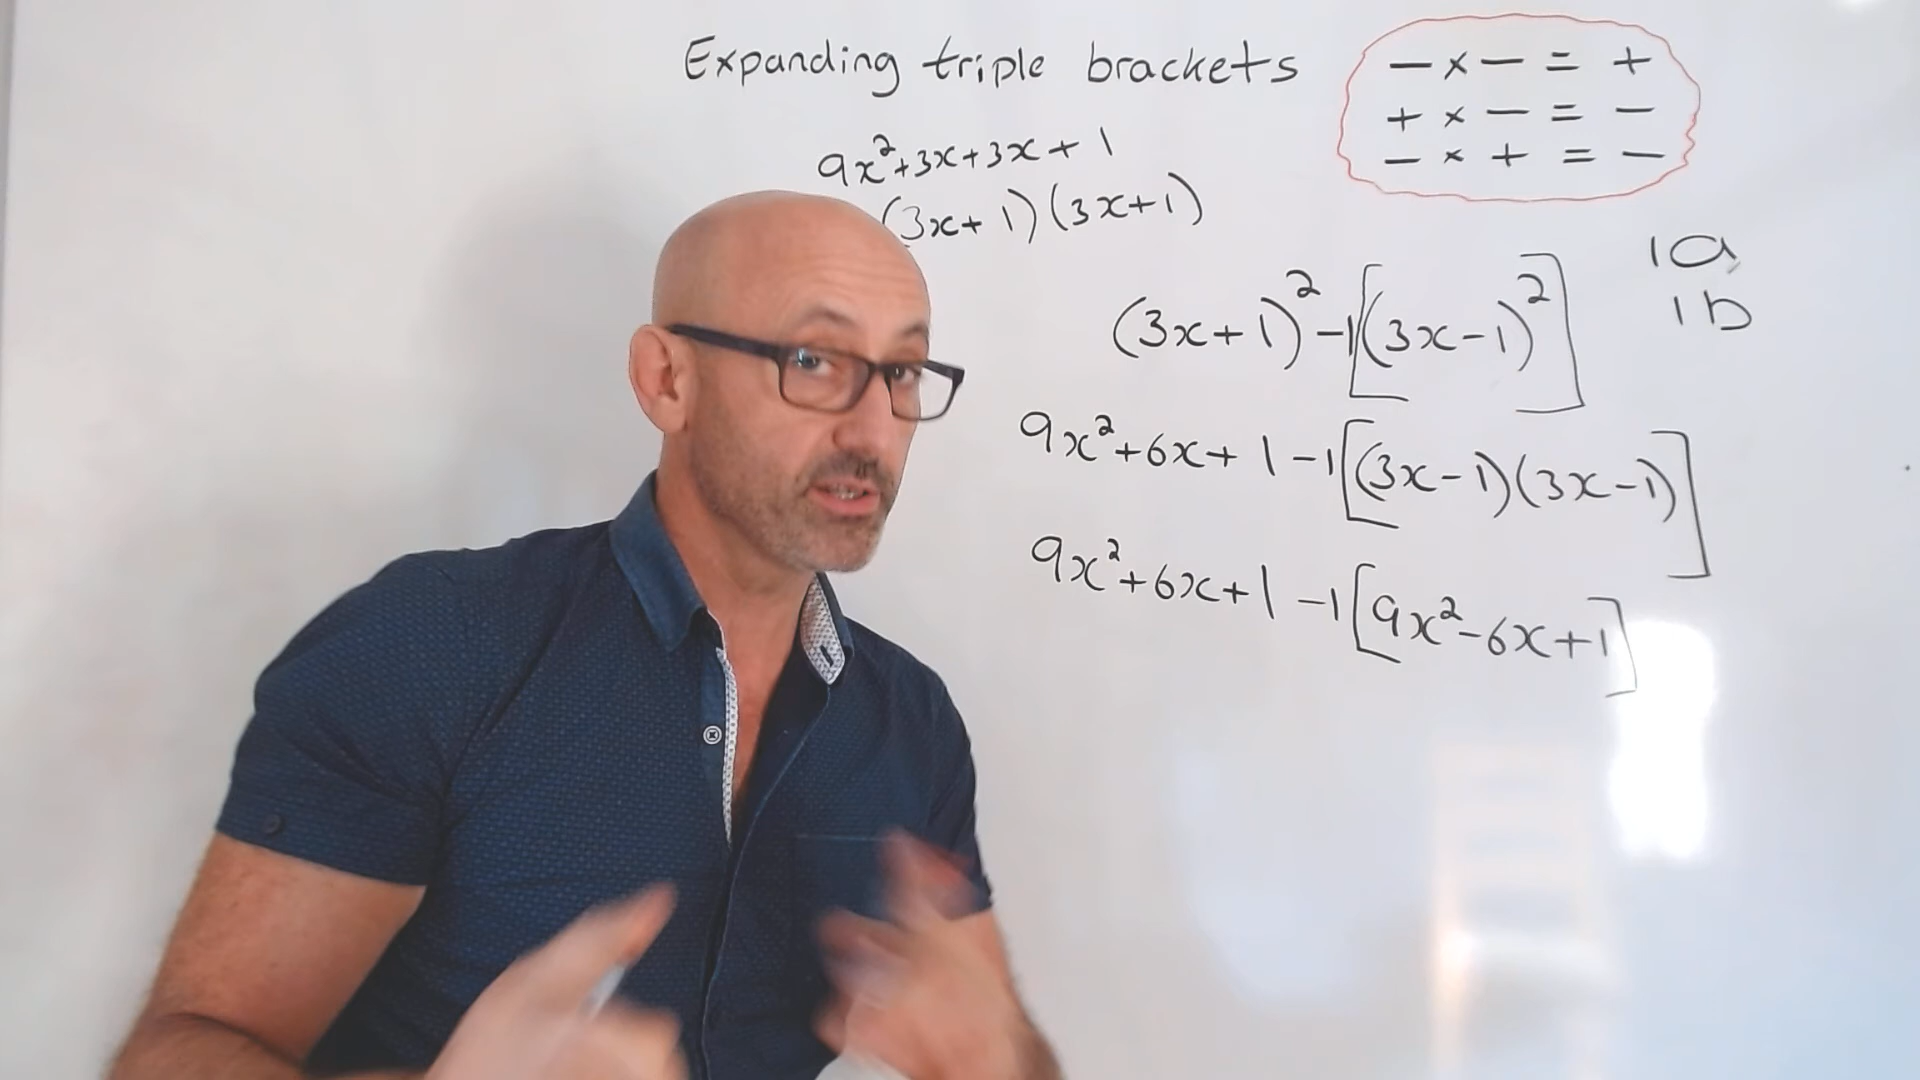 Expanding triple brackets
− × − = +
+ × − = −
− × + = −
9x²+3x+3x+1
(3x+1)(3x+1)
1a
1b
(3x+1)²−1[(3x−1)²]
9x²+6x+1−1[(3x−1)(3x−1)]
9x²+6x+1−1[9x²−6x+1]